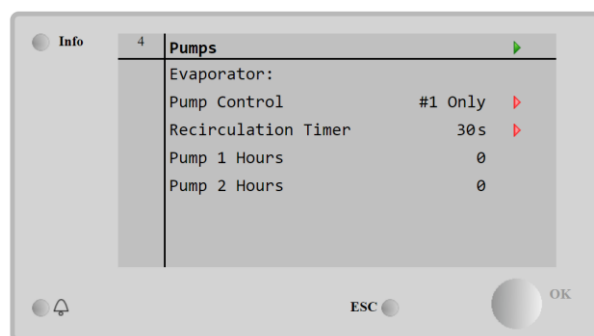 Info
4 Pumps
Evaporator:
Pump Control #1 Only
Recirculation Timer 30s
Pump 1 Hours 0
Pump 2 Hours 0
ESC
OK